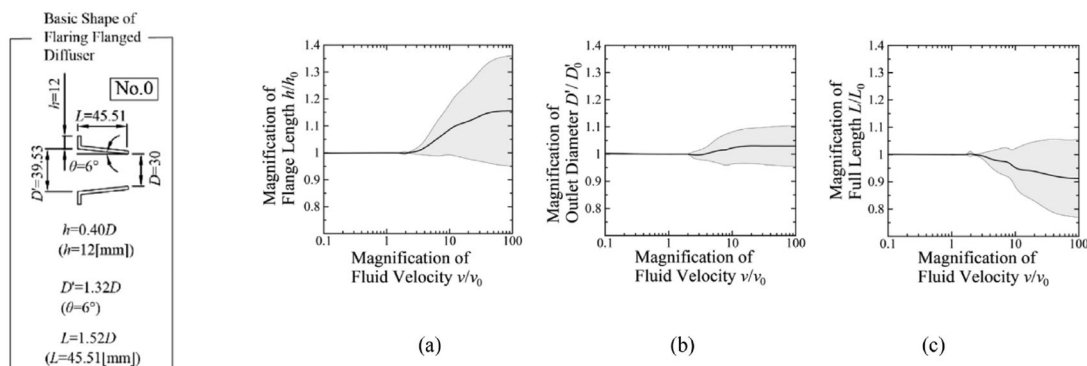 Basic Shape of
Flaring Flanged
Diffuser
No.0
h=12
L=45.51
θ=6°
D'=39.53
D=30
h=0.40D
(h=12[mm])
D'=1.32D
(θ=6°)
L=1.52D
(L=45.51[mm])
Magnification of
Flange Length h/h₀
1.4
1.3
1.2
1.1
1
0.9
0.8
0.1
1
10
100
Magnification of
Fluid Velocity v/v₀
(a)
Magnification of
Outlet Diameter D'/D'₀
1.4
1.3
1.2
1.1
1
0.9
0.8
0.1
1
10
100
Magnification of
Fluid Velocity v/v₀
(b)
Magnification of
Full Length L/L₀
1.4
1.3
1.2
1.1
1
0.9
0.8
0.1
1
10
100
Magnification of
Fluid Velocity v/v₀
(c)